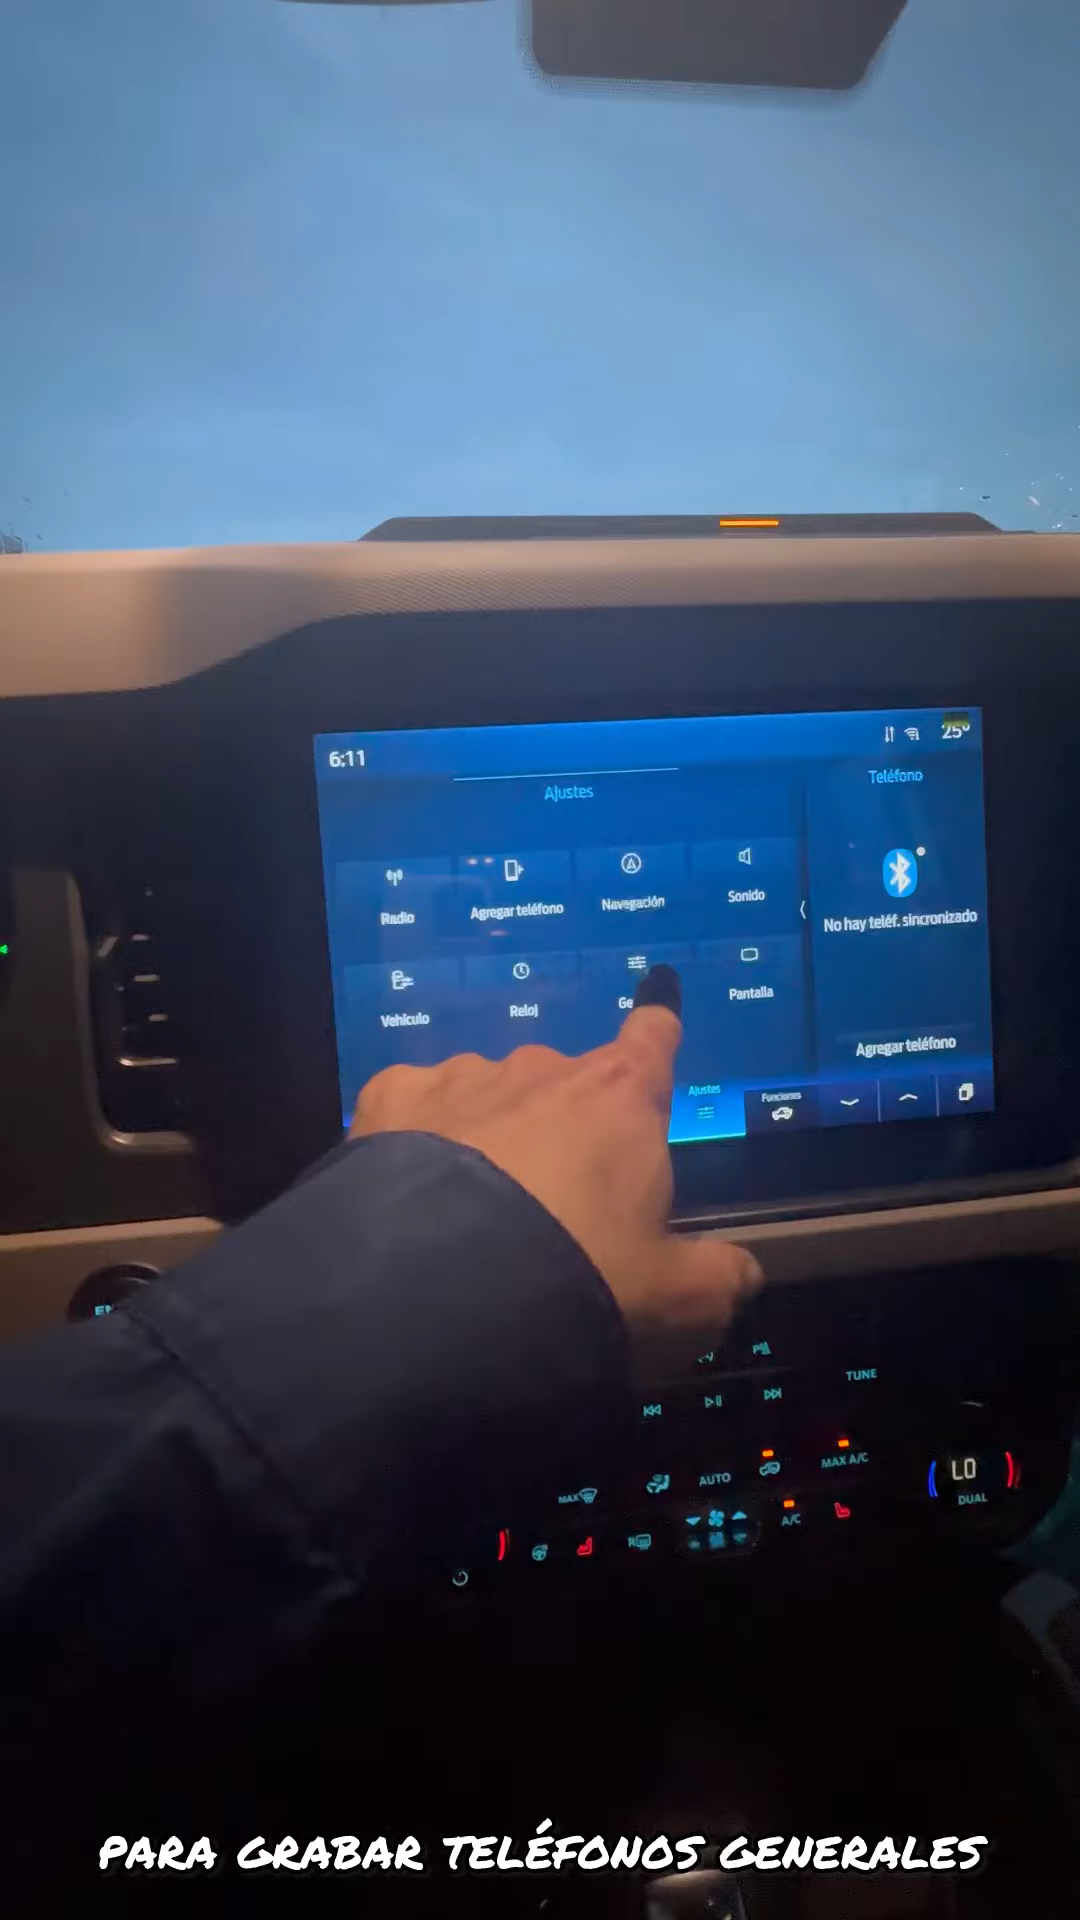 6:11
25°
Ajustes
Teléfono
Radio
Agregar teléfono
Navegación
Sonido
No hay teléf. sincronizado
Vehículo
Reloj
Pantalla
Agregar teléfono
Ajustes
Funciones
TUNE
MAX
AUTO
MAX A/C
LO
DUAL
R
A/C
PARA GRABAR TELÉFONOS GENERALES